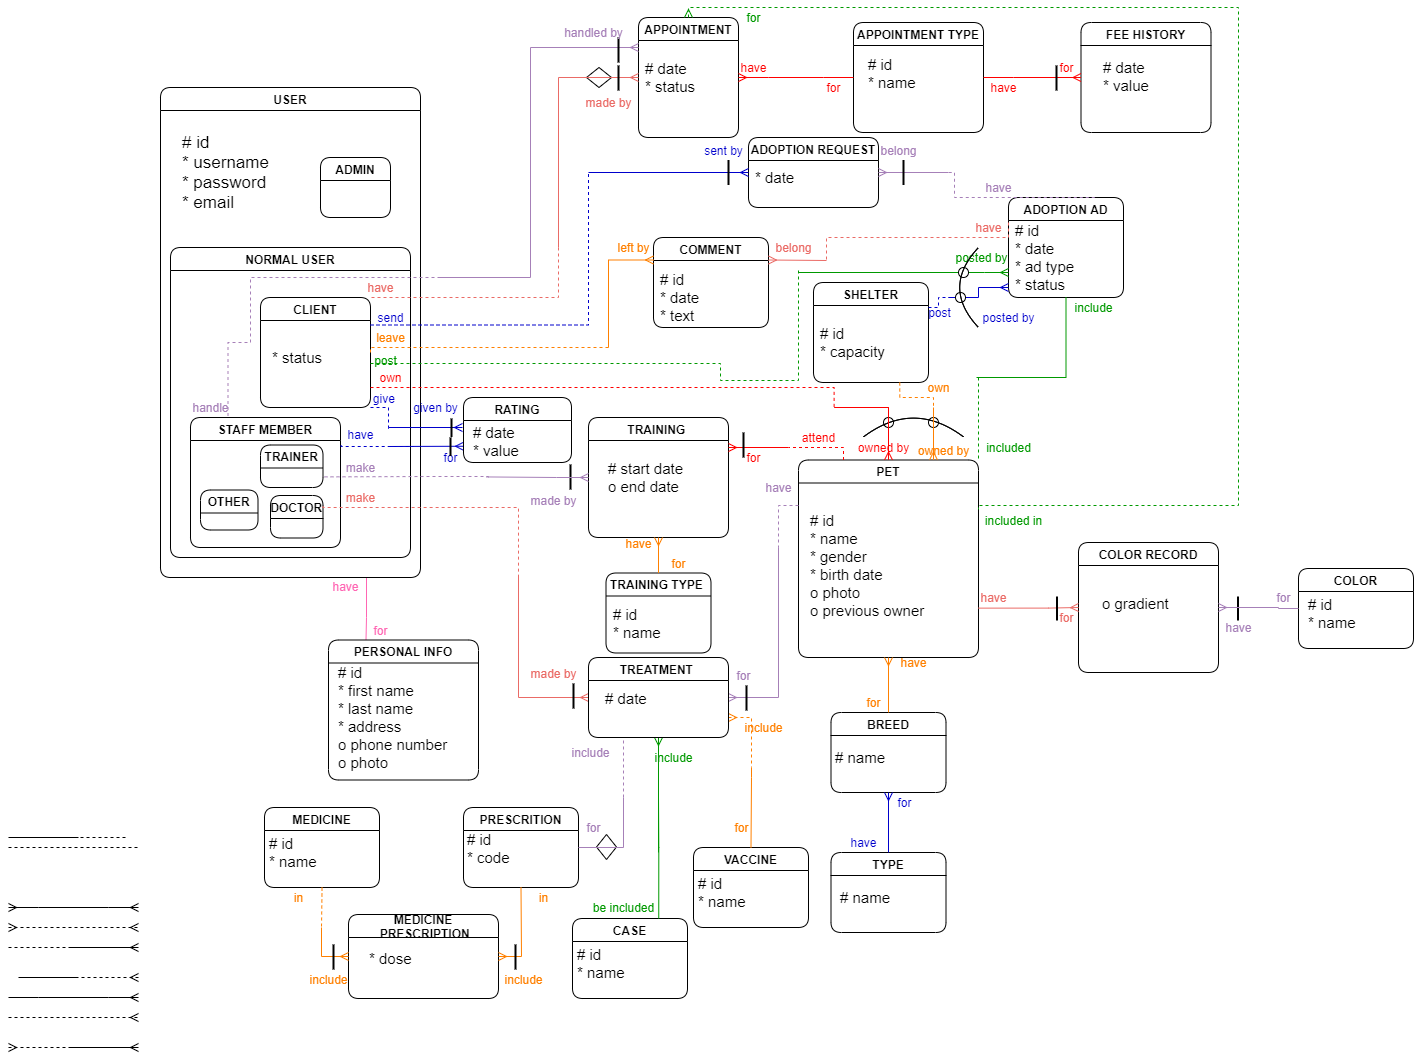 for
handled by
APPOINTMENT
# date
* status
made by
have
for
APPOINTMENT TYPE
# id
* name
have
for
FEE HISTORY
# date
* value
USER
# id
* username
* password
* email
ADMIN
sent by
ADOPTION REQUEST
* date
belong
have
ADOPTION AD
# id
* date
* ad type
* status
have
posted by
posted by
include
left by
COMMENT
# id
* date
* text
belong
SHELTER
# id
* capacity
post
own
NORMAL USER
have
CLIENT
* status
send
leave
post
own
give
given by
RATING
# date
* value
handle
STAFF MEMBER
have
for
TRAINER
make
made by
OTHER
DOCTOR
make
TRAINING
# start date
o end date
attend
for
have
for
TRAINING TYPE
# id
* name
owned by
owned by
included
PET
# id
* name
* gender
* birth date
o photo
o previous owner
have
included in
have
for
COLOR RECORD
o gradient
for
have
COLOR
# id
* name
have
for
PERSONAL INFO
# id
* first name
* last name
* address
o phone number
o photo
made by
TREATMENT
# date
for
include
include
include
have
for
BREED
# name
for
have
TYPE
# name
MEDICINE
# id
* name
in
PRESCRITION
# id
* code
for
in
for
VACCINE
# id
* name
MEDICINE
PRESCRIPTION
* dose
include
include
be included
CASE
# id
* name